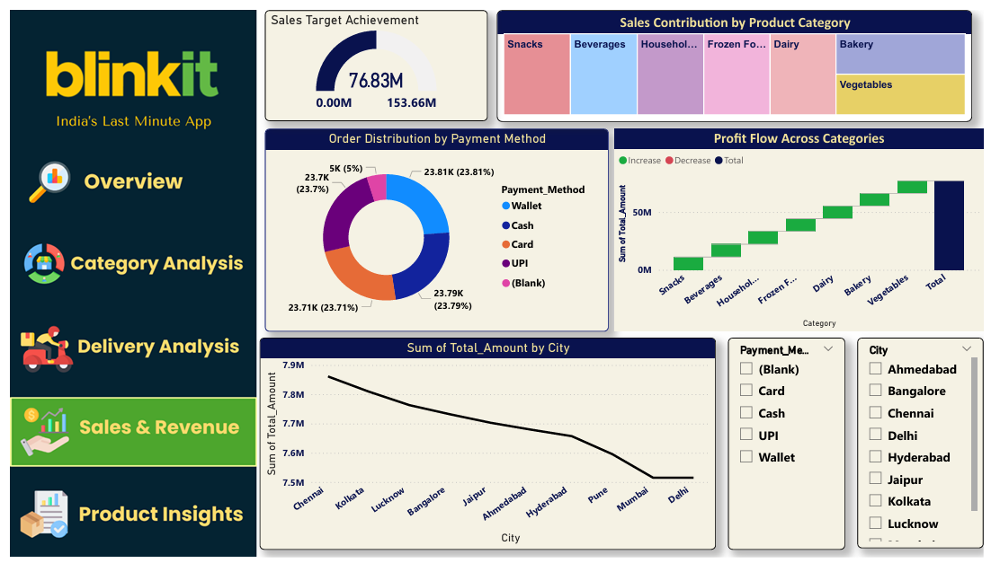 blinkit
India's Last Minute App
Overview
Category Analysis
Delivery Analysis
Sales & Revenue
Product Insights
Sales Target Achievement
76.83M
0.00M
153.66M
Sales Contribution by Product Category
Snacks
Beverages
Househol...
Frozen Fo...
Dairy
Bakery
Vegetables
Order Distribution by Payment Method
5K (5%)
23.81K (23.81%)
23.7K
(23.7%)
23.79K
(23.79%)
23.71K (23.71%)
Payment_Method
Wallet
Cash
Card
UPI
(Blank)
Profit Flow Across Categories
Increase
Decrease
Total
Sum of Total_Amount
50M
0M
Snacks
Beverages
Househol...
Frozen F...
Dairy
Bakery
Vegetables
Total
Category
Sum of Total_Amount by City
Sum of Total_Amount
7.9M
7.8M
7.7M
7.6M
7.5M
Chennai
Kolkata
Lucknow
Bangalore
Jaipur
Ahmedabad
Hyderabad
Pune
Mumbai
Delhi
City
Payment_Me...
(Blank)
Card
Cash
UPI
Wallet
City
Ahmedabad
Bangalore
Chennai
Delhi
Hyderabad
Jaipur
Kolkata
Lucknow